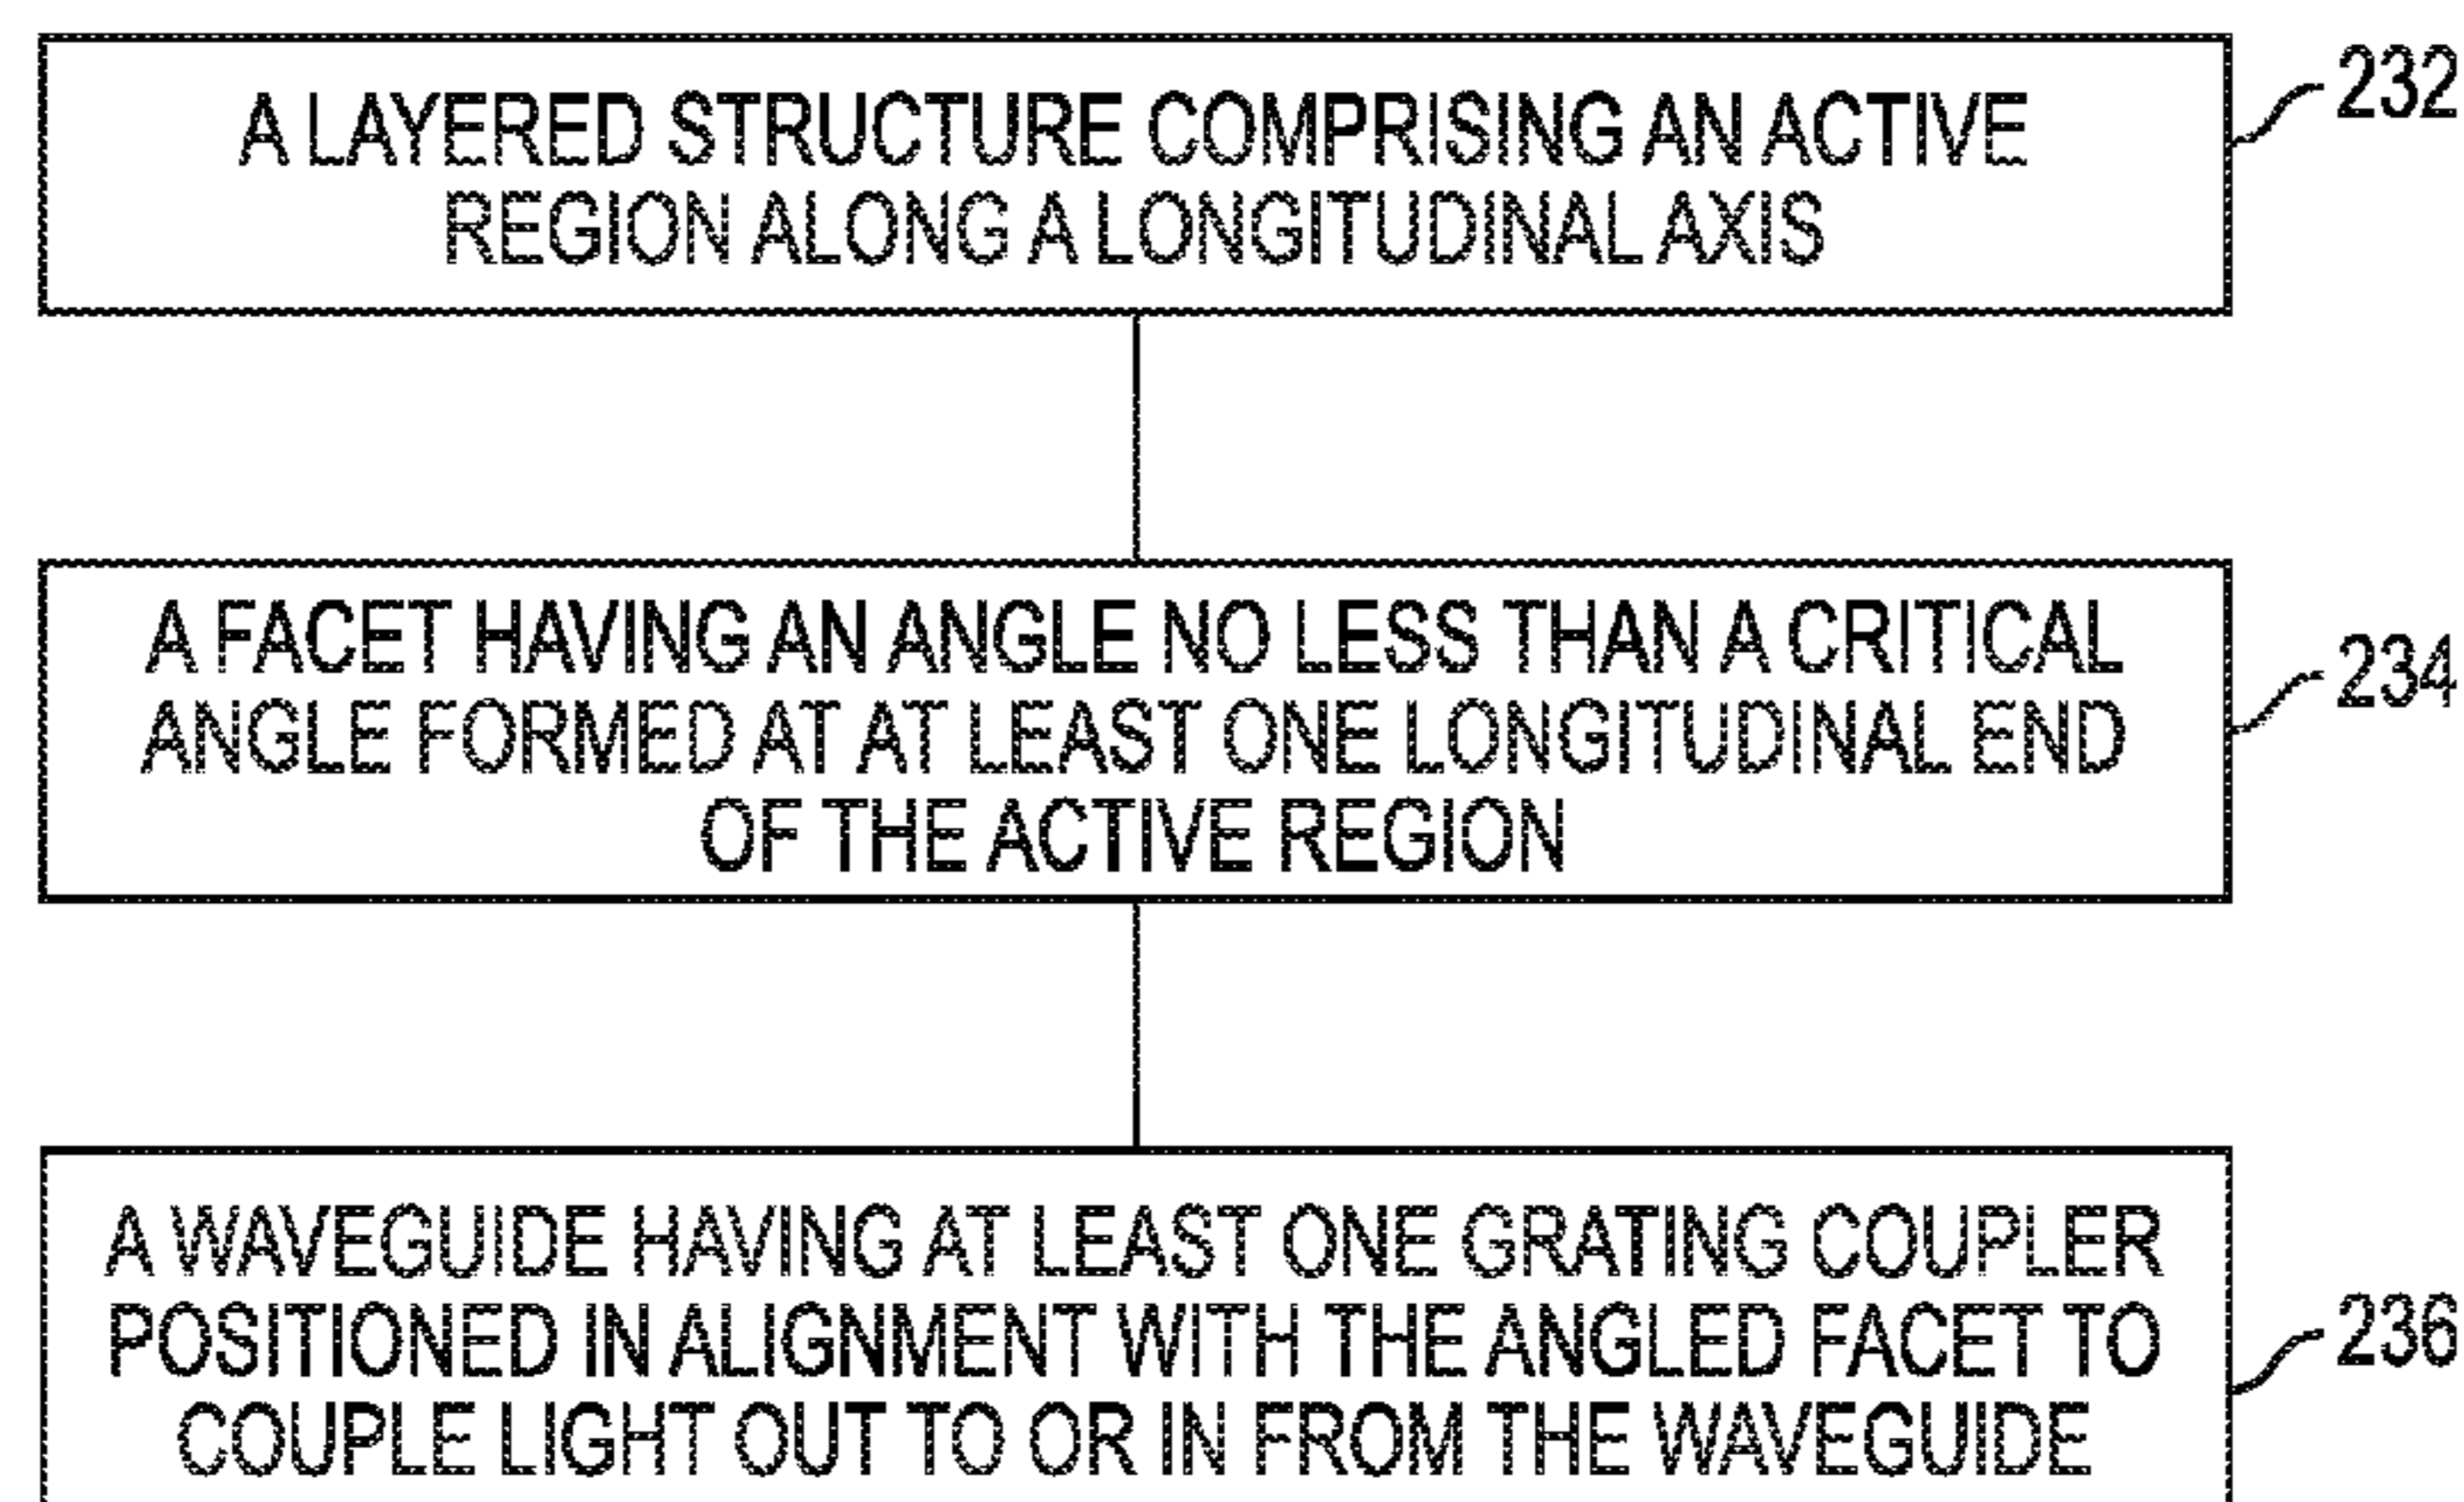 A LAYERED STRUCTURE COMPRISING AN ACTIVE
REGION ALONG A LONGITUDINAL AXIS
232
A FACET HAVING AN ANGLE NO LESS THAN A CRITICAL
ANGLE FORMED AT AT LEAST ONE LONGITUDINAL END
OF THE ACTIVE REGION
234
A WAVEGUIDE HAVING AT LEAST ONE GRATING COUPLER
POSITIONED IN ALIGNMENT WITH THE ANGLED FACET TO
COUPLE LIGHT OUT TO OR IN FROM THE WAVEGUIDE
236